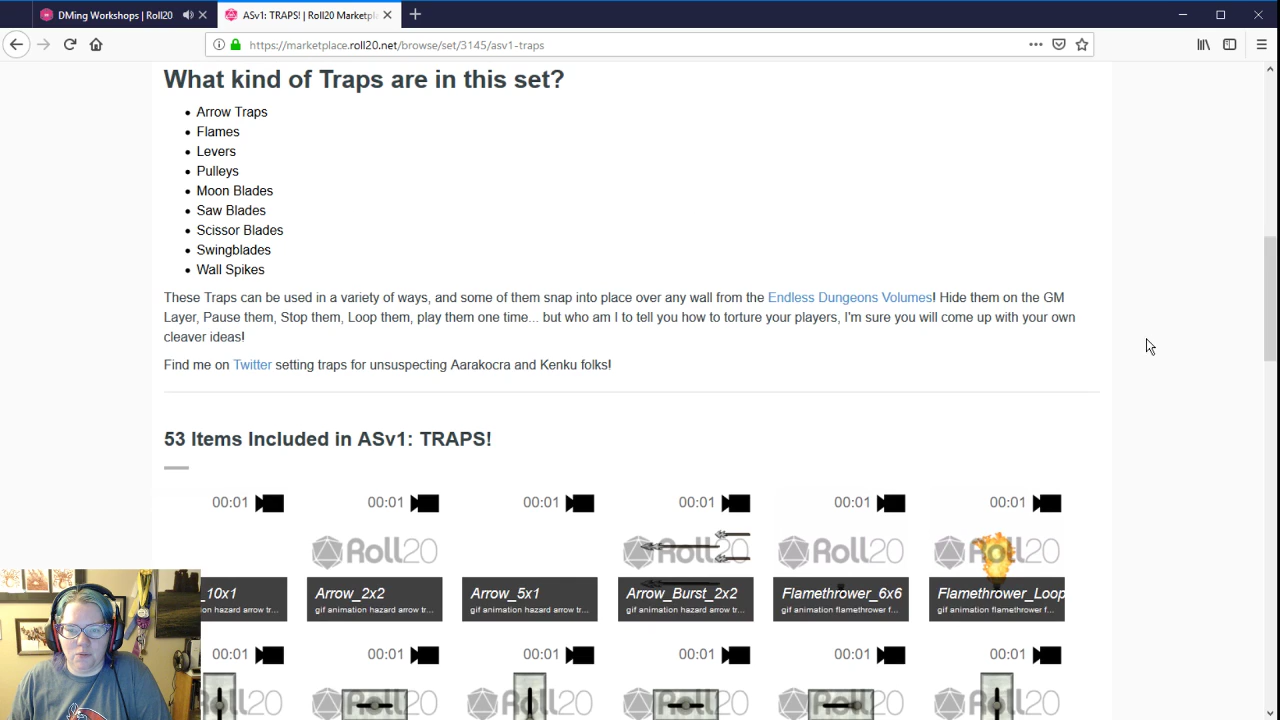 DMing Workshops | Roll20
ASv1: TRAPS! | Roll20 Marketpla
https://marketplace.roll20.net/browse/set/3145/asv1-traps
What kind of Traps are in this set?
Arrow Traps
Flames
Levers
Pulleys
Moon Blades
Saw Blades
Scissor Blades
Swingblades
Wall Spikes
These Traps can be used in a variety of ways, and some of them snap into place over any wall from the Endless Dungeons Volumes! Hide them on the GM
Layer, Pause them, Stop them, Loop them, play them one time... but who am I to tell you how to torture your players, I'm sure you will come up with your own
cleaver ideas!
Find me on Twitter setting traps for unsuspecting Aarakocra and Kenku folks!
53 Items Included in ASv1: TRAPS!
00:01 00:01 00:01 00:01 00:01 00:01
Roll20 Roll20 Roll20 Roll20
_10x1 Arrow_2x2 Arrow_5x1 Arrow_Burst_2x2 Flamethrower_6x6 Flamethrower_Loop
ion hazard arrow tr... gif animation hazard arrow tr... gif animation hazard arrow tr... gif animation hazard arrow tr... gif animation flamethrower f... gif animation flamethrower f...
00:01 00:01 00:01 00:01 00:01 00:01
Roll20 Roll20 Roll20 Roll20 Roll20